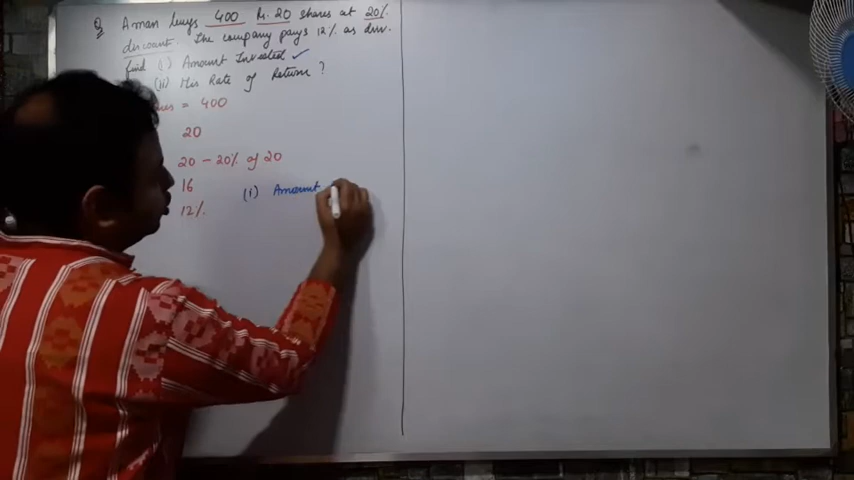 Q Aman buys 400 Rs.20 shares at 20%
discount. The company pays 12% as div.
find (i) Amount Invested ✓
(ii) His Rate of Return ?
= 400
20
20 - 20% of 20
16
12%
(i) Amount